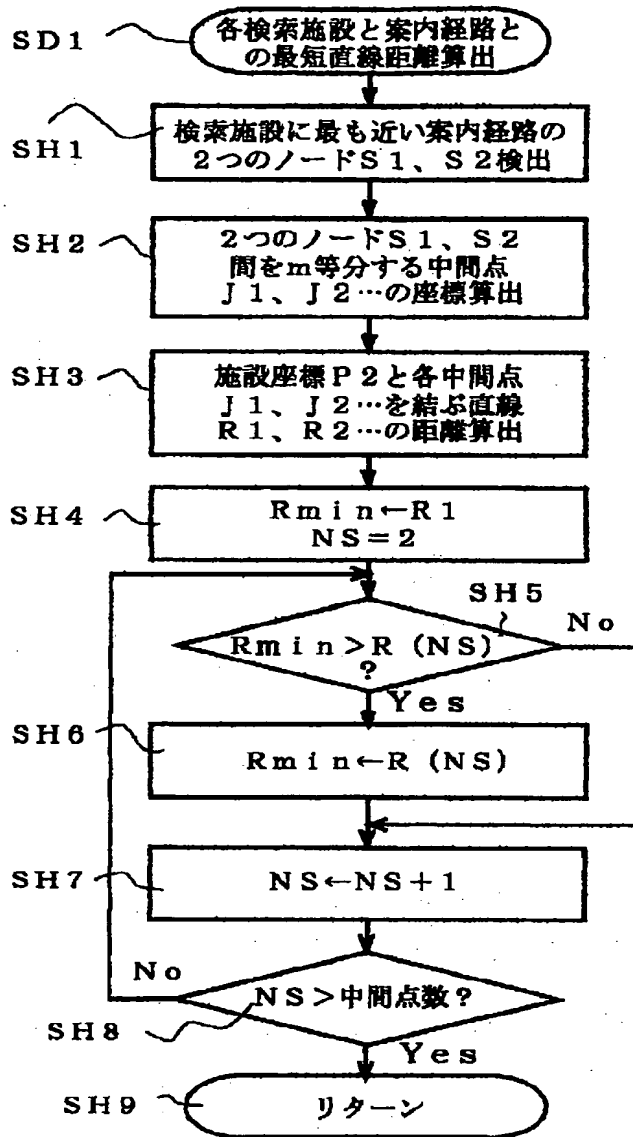 SD1
各検索施設と案内経路と
の最短直線距離算出
SH1
検索施設に最も近い案内経路の
2つのノードS1、S2検出
SH2
2つのノードS1、S2
間をm等分する中間点
J1、J2…の座標算出
SH3
施設座標P2と各中間点
J1、J2…を結ぶ直線
R1、R2…の距離算出
SH4
Rmin←R1
NS=2
SH5
Rmin>R(NS)
?
No
Yes
SH6
Rmin←R(NS)
SH7
NS←NS+1
No
NS>中間点数?
SH8
Yes
SH9
リターン